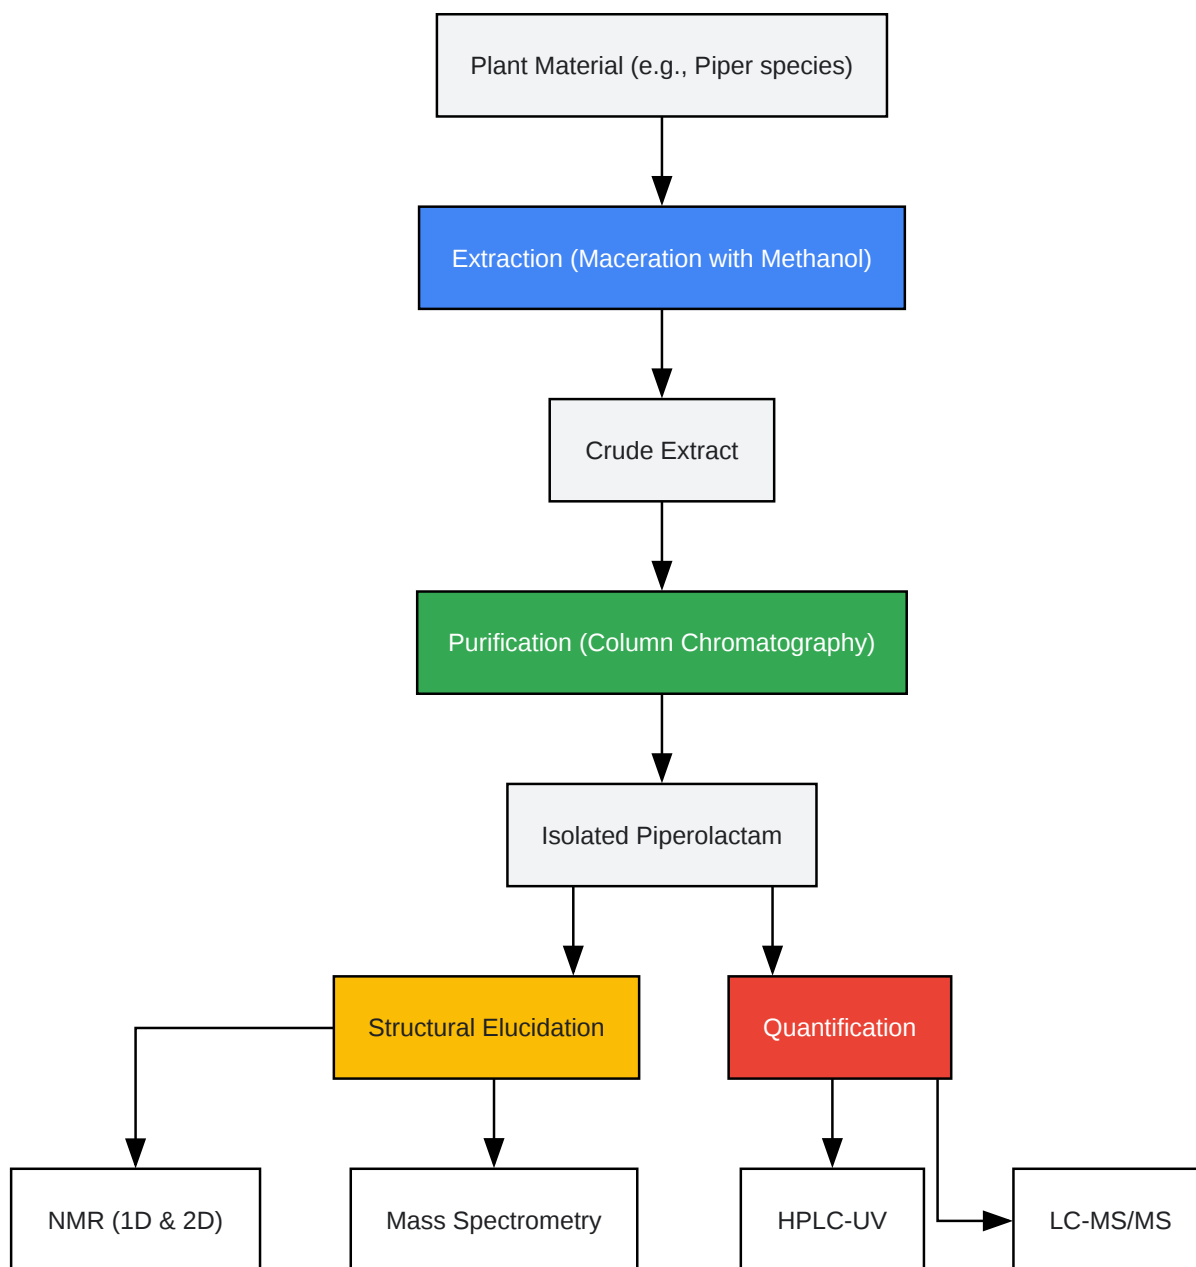 Plant Material (e.g., Piper species)
Extraction (Maceration with Methanol)
Crude Extract
Purification (Column Chromatography)
Isolated Piperolactam
Structural Elucidation
Quantification
NMR (1D & 2D)
Mass Spectrometry
HPLC-UV
LC-MS/MS